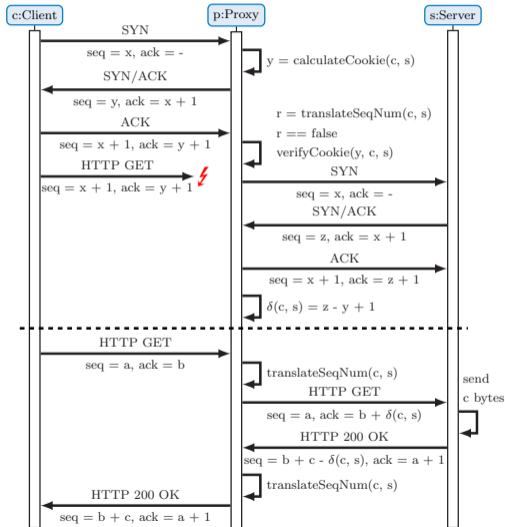 c:Client
p:Proxy
s:Server
SYN
seq = x, ack = -
y = calculateCookie(c, s)
SYN/ACK
seq = y, ack = x + 1
ACK
seq = x + 1, ack = y + 1
r = translateSeqNum(c, s)
r == false
verifyCookie(y, c, s)
HTTP GET
seq = x + 1, ack = y + 1
SYN
seq = x, ack = -
SYN/ACK
seq = z, ack = x + 1
ACK
seq = x + 1, ack = z + 1
δ(c, s) = z - y + 1
HTTP GET
seq = a, ack = b
translateSeqNum(c, s)
HTTP GET
seq = a, ack = b + δ(c, s)
send
c bytes
HTTP 200 OK
seq = b + c - δ(c, s), ack = a + 1
translateSeqNum(c, s)
HTTP 200 OK
seq = b + c, ack = a + 1